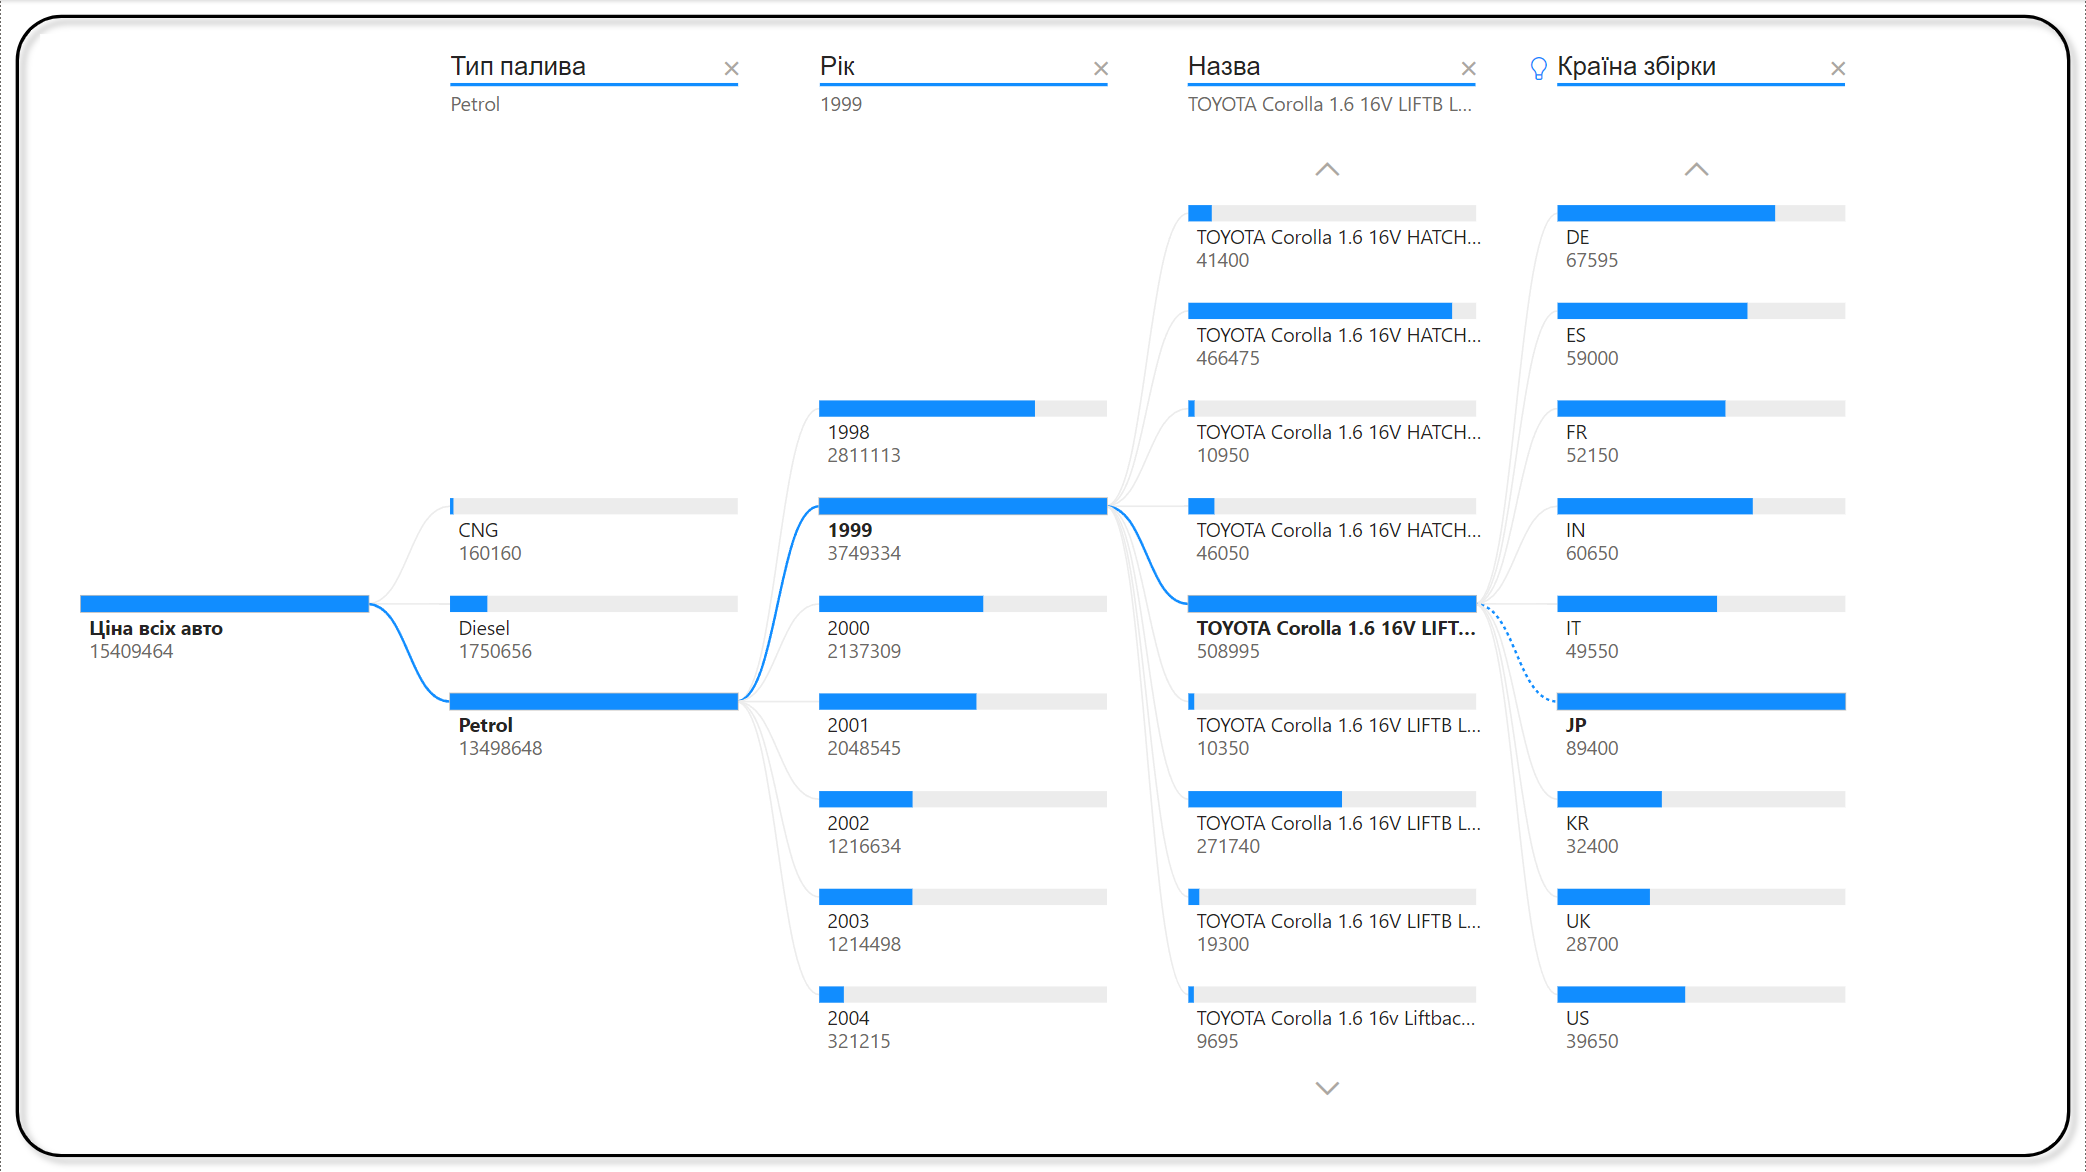 Тип палива
Petrol
Рік
1999
Назва
TOYOTA Corolla 1.6 16V LIFTB L...
Країна збірки
Ціна всіх авто
15409464
CNG
160160
Diesel
1750656
Petrol
13498648
1998
2811113
1999
3749334
2000
2137309
2001
2048545
2002
1216634
2003
1214498
2004
321215
TOYOTA Corolla 1.6 16V HATCH...
41400
TOYOTA Corolla 1.6 16V HATCH...
466475
TOYOTA Corolla 1.6 16V HATCH...
10950
TOYOTA Corolla 1.6 16V HATCH...
46050
TOYOTA Corolla 1.6 16V LIFT...
508995
TOYOTA Corolla 1.6 16V LIFTB L...
10350
TOYOTA Corolla 1.6 16V LIFTB L...
271740
TOYOTA Corolla 1.6 16V LIFTB L...
19300
TOYOTA Corolla 1.6 16v Liftbac...
9695
DE
67595
ES
59000
FR
52150
IN
60650
IT
49550
JP
89400
KR
32400
UK
28700
US
39650